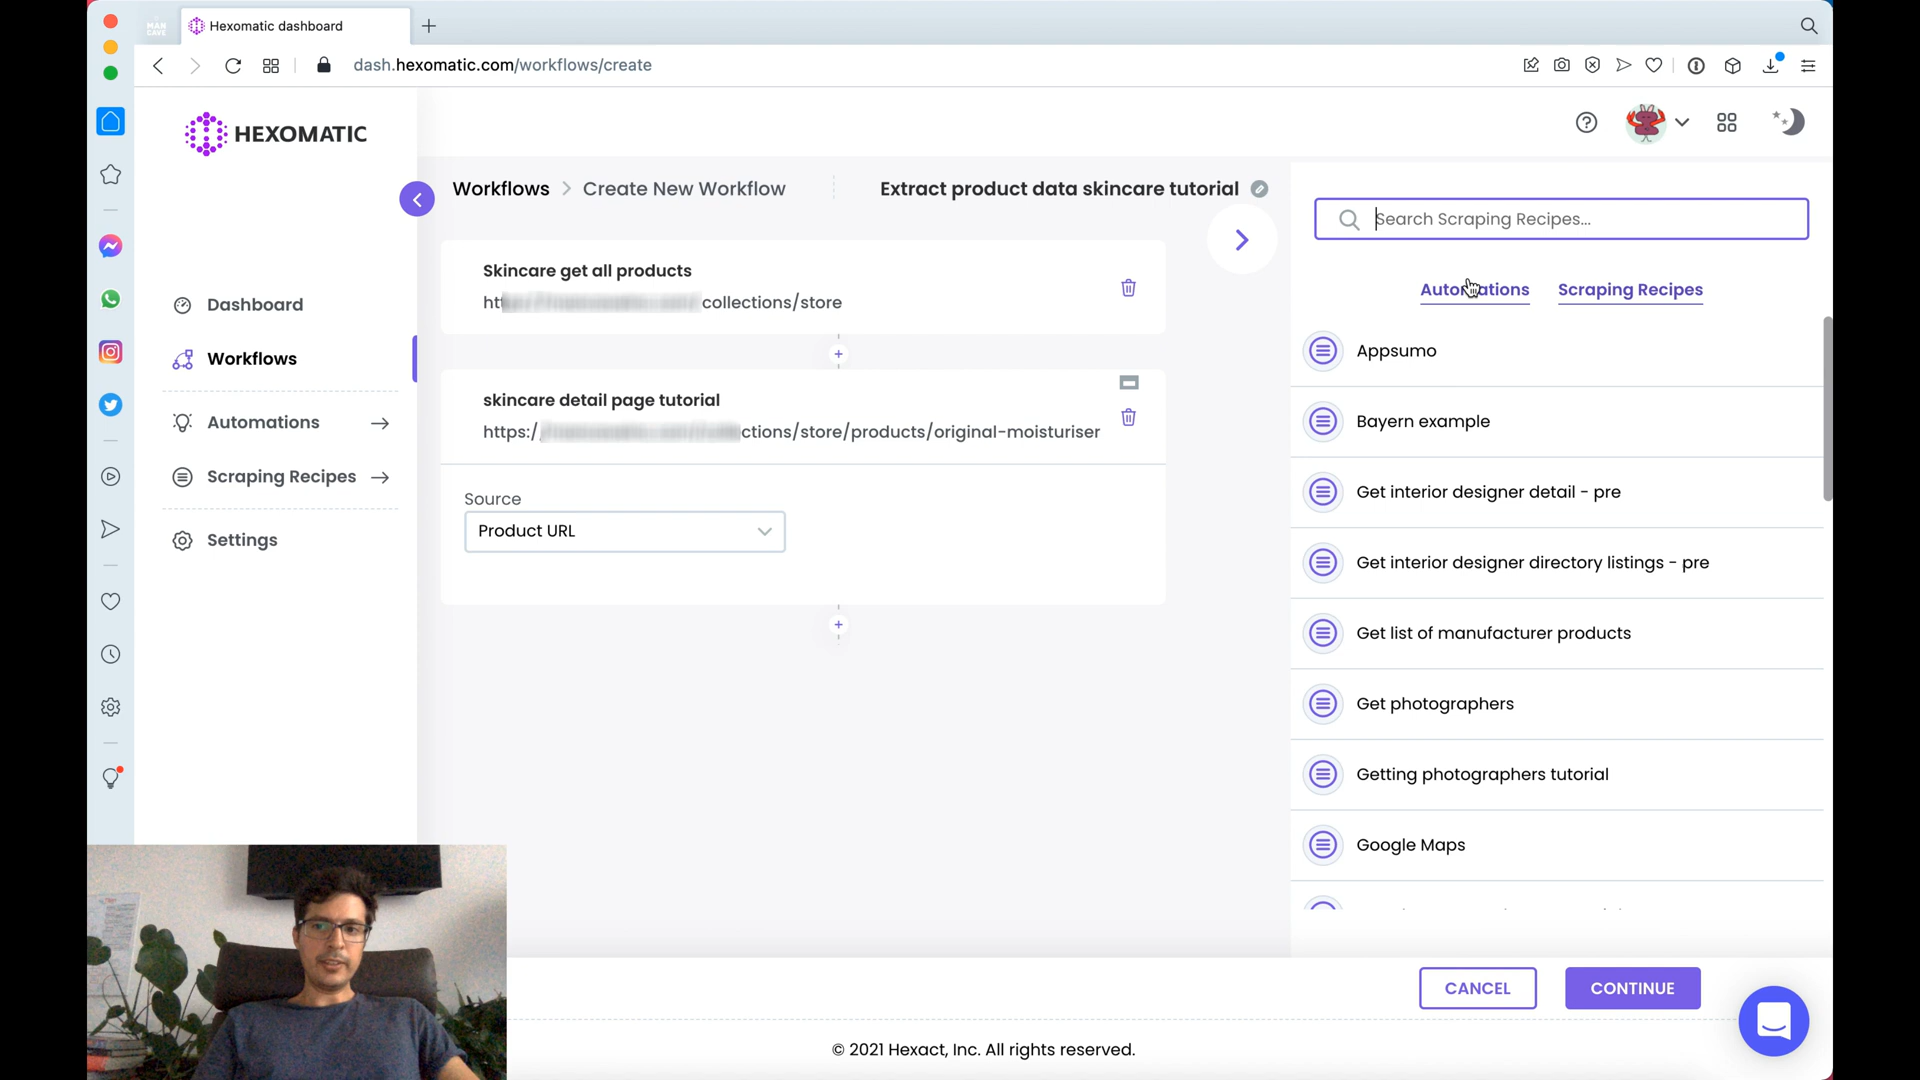 MAN
CAVE
Hexomatic dashboard
dash.hexomatic.com/workflows/create
HEXOMATIC
Workflows
Create New Workflow
Extract product data skincare tutorial
Search Scraping Recipes...
Automations
Scraping Recipes
Skincare get all products
htt collections/store
skincare detail page tutorial
https:/ ctions/store/products/original-moisturiser
Source
Product URL
Dashboard
Workflows
Automations
Scraping Recipes
Settings
Appsumo
Bayern example
Get interior designer detail - pre
Get interior designer directory listings - pre
Get list of manufacturer products
Get photographers
Getting photographers tutorial
Google Maps
CANCEL
CONTINUE
© 2021 Hexact, Inc. All rights reserved.